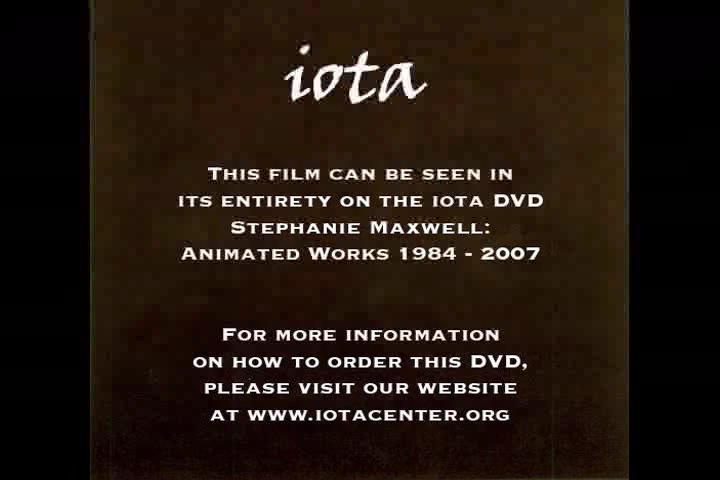 iota
THIS FILM CAN BE SEEN IN
ITS ENTIRETY ON THE IOTA DVD
STEPHANIE MAXWELL:
ANIMATED WORKS 1984 - 2007
FOR MORE INFORMATION
ON HOW TO ORDER THIS DVD,
PLEASE VISIT OUR WEBSITE
AT WWW.IOTACENTER.ORG